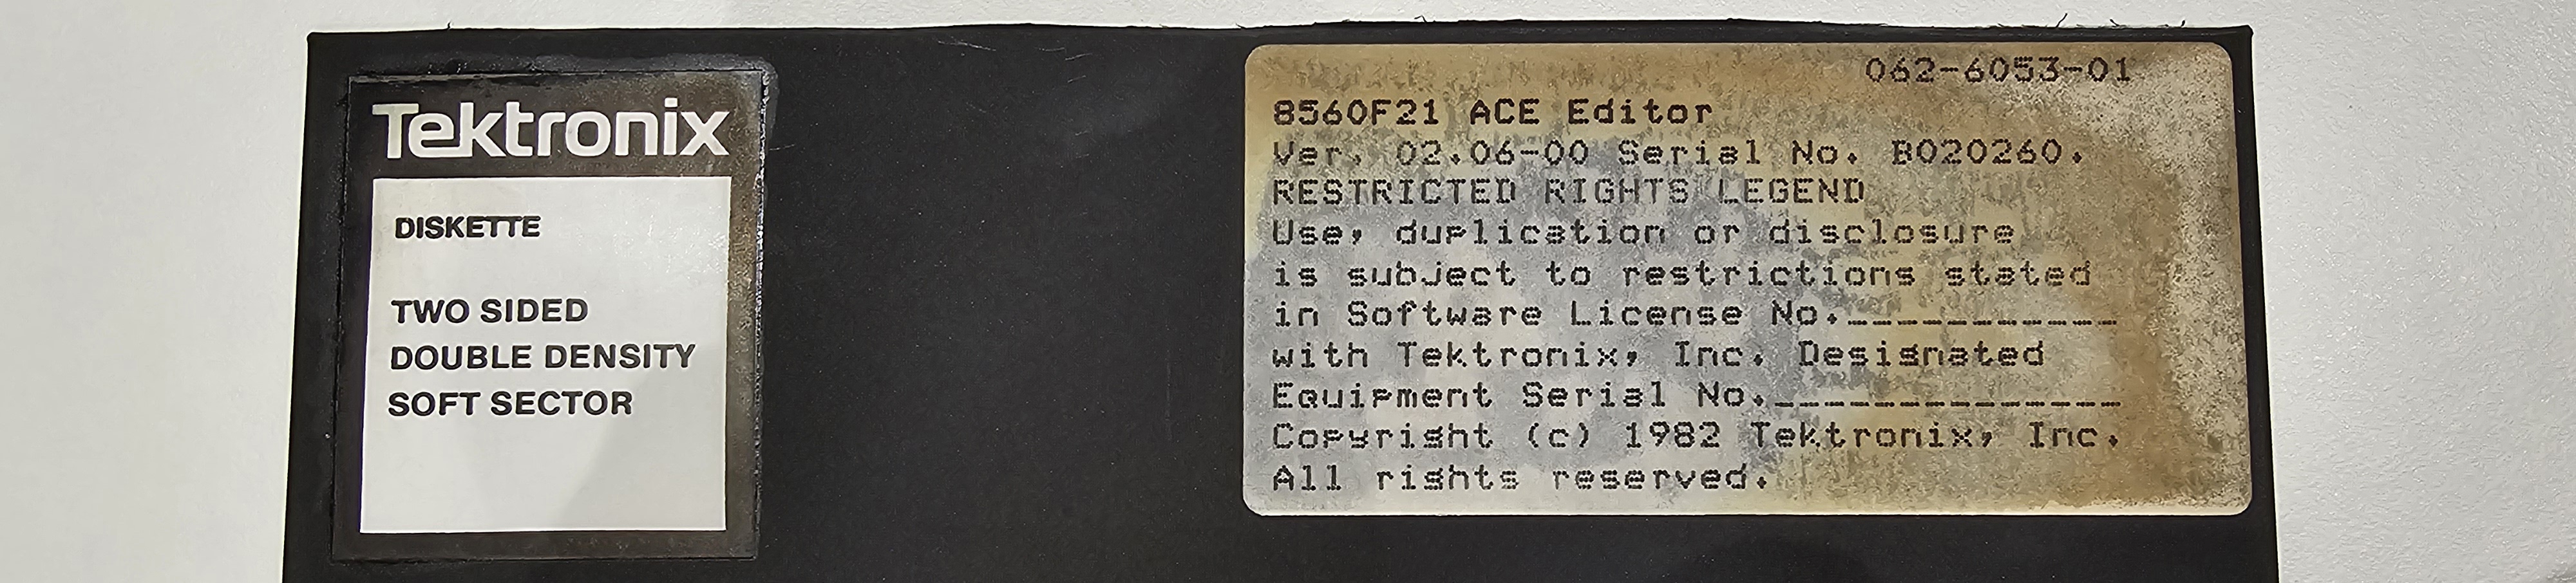 Tektronix
DISKETTE
TWO SIDED
DOUBLE DENSITY
SOFT SECTOR
062-6053-01
8560F21 ACE Editor
Ver. 02.06-00 Serial No. B020260.
RESTRICTED RIGHTS LEGEND
Use, duplication or disclosure
is subject to restrictions stated
in Software License No.___________
with Tektronix, Inc. Designated
Equipment Serial No.______________
Copyright (c) 1982 Tektronix, Inc.
All rights reserved.